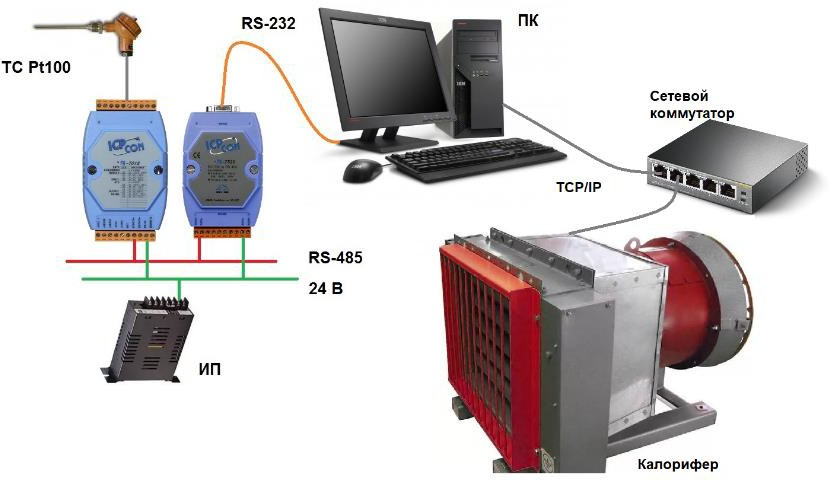 RS-232
ПК
ТС Pt100
Сетевой
коммутатор
ICP
CON
ICP
CON
TCP/IP
RS-485
24 В
ИП
Калорифер